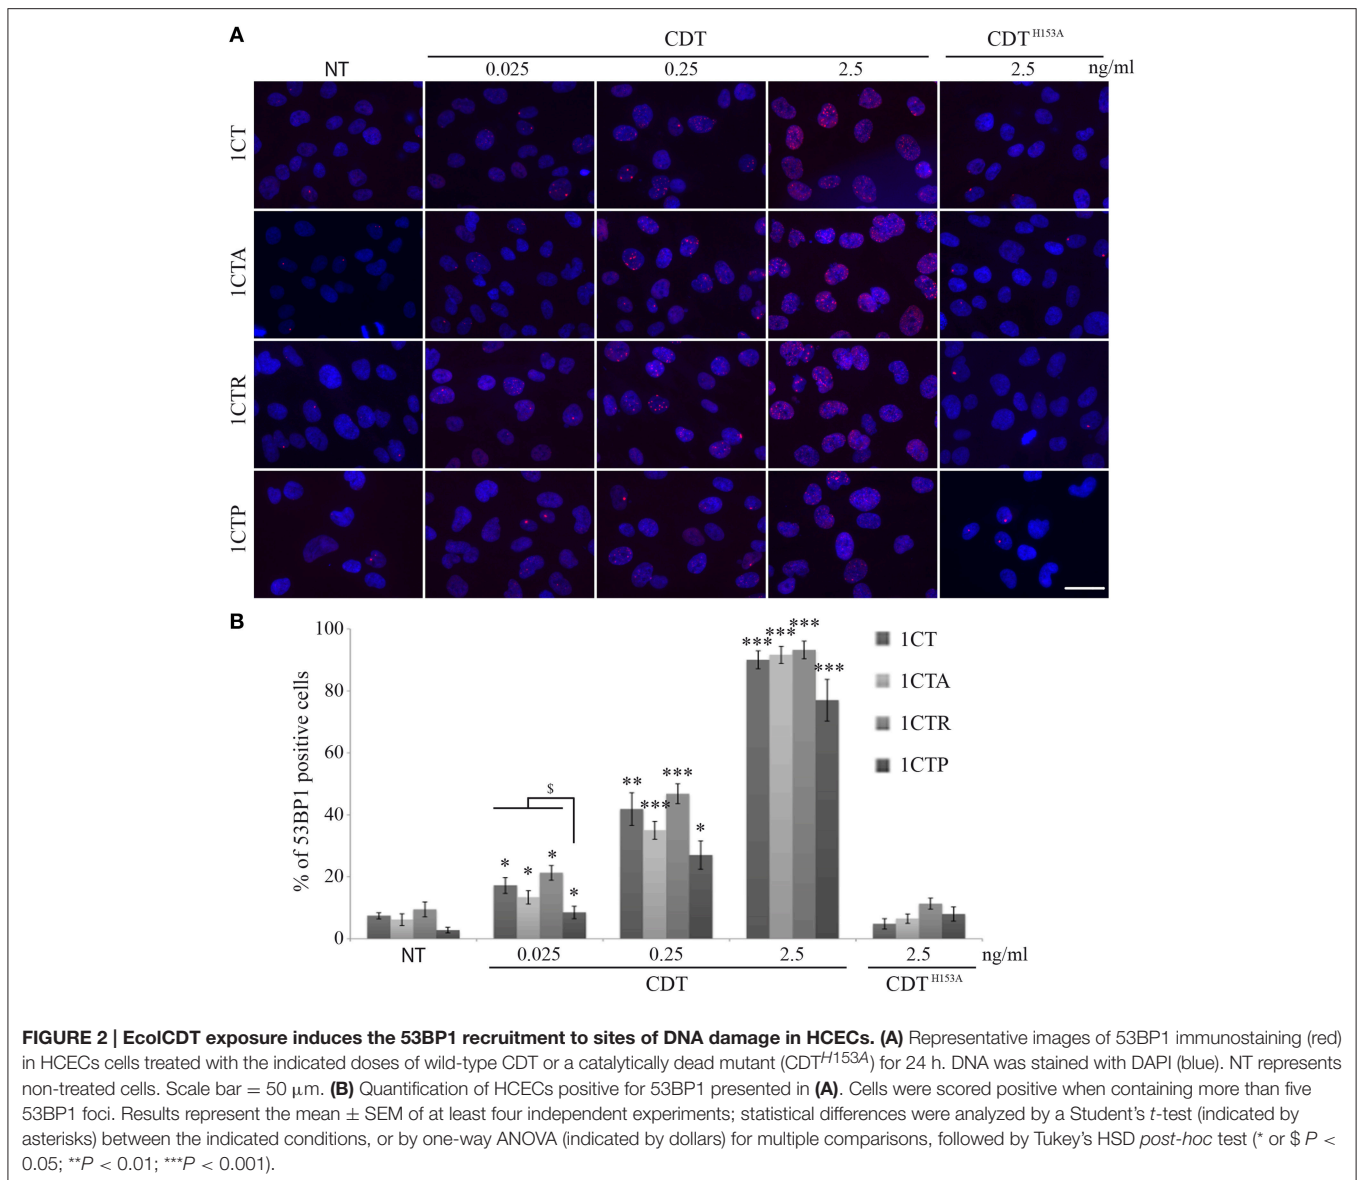 A
CDT
CDT^H153A
NT
0.025
0.25
2.5
2.5
ng/ml
1CT
1CTA
1CTR
1CTP
B
% of 53BP1 positive cells
100
80
60
40
20
0
* * * *
$
** *** *** *
*** *** *** ***
1CT
1CTA
1CTR
1CTP
NT
0.025
0.25
2.5
2.5
ng/ml
CDT
CDT^H153A
FIGURE 2 | EcolCDT exposure induces the 53BP1 recruitment to sites of DNA damage in HCECs. (A) Representative images of 53BP1 immunostaining (red)
in HCECs cells treated with the indicated doses of wild-type CDT or a catalytically dead mutant (CDT^H153A) for 24 h. DNA was stained with DAPI (blue). NT represents
non-treated cells. Scale bar = 50 μm. (B) Quantification of HCECs positive for 53BP1 presented in (A). Cells were scored positive when containing more than five
53BP1 foci. Results represent the mean ± SEM of at least four independent experiments; statistical differences were analyzed by a Student's t-test (indicated by
asterisks) between the indicated conditions, or by one-way ANOVA (indicated by dollars) for multiple comparisons, followed by Tukey's HSD post-hoc test (* or $ P <
0.05; **P < 0.01; ***P < 0.001).